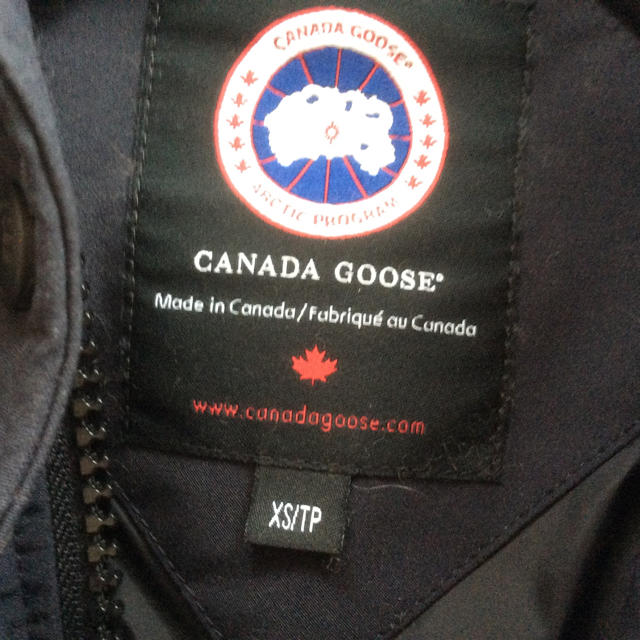 CANADA GOOSE®
ARCTIC PROGRAM
CANADA GOOSE®
Made in Canada/Fabriqué au Canada
www.canadagoose.com
XS/TP